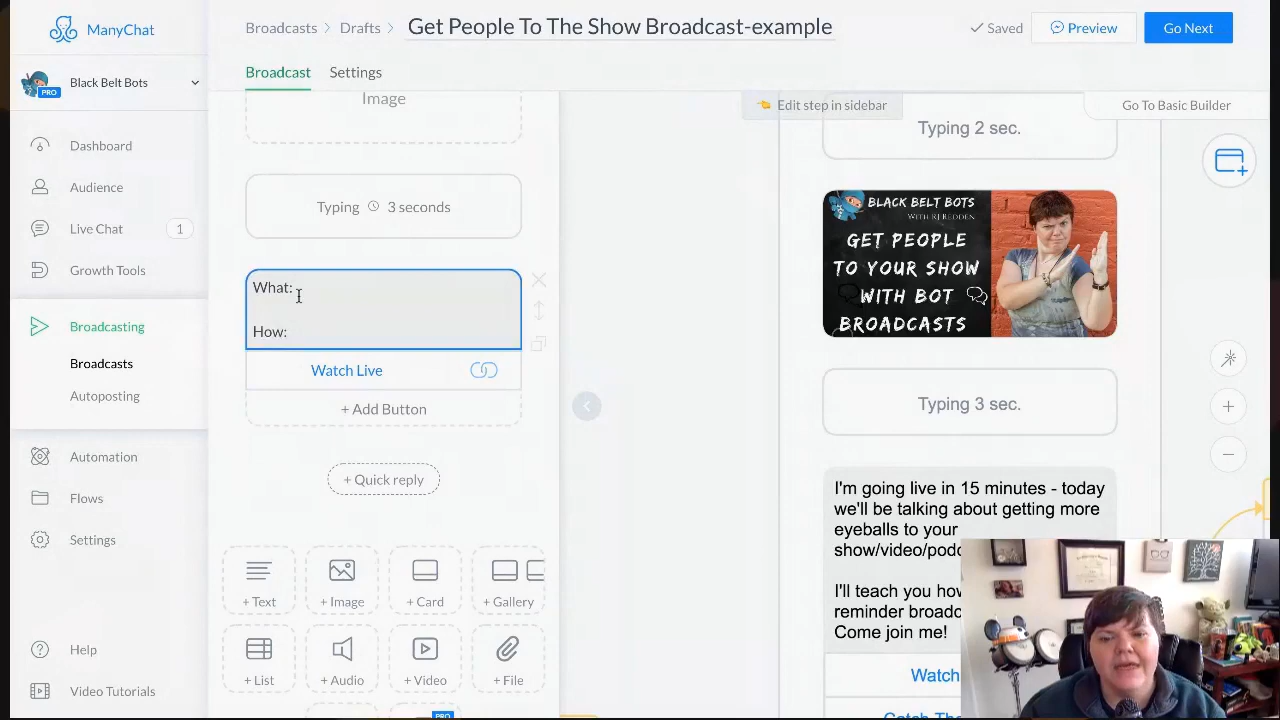 ManyChat
Broadcasts
Drafts
Get People To The Show Broadcast-example
Saved
Preview
Go Next
Black Belt Bots
PRO
Broadcast
Settings
Image
Edit step in sidebar
Go To Basic Builder
Typing 2 sec.
Dashboard
Audience
Live Chat
1
Growth Tools
Broadcasting
Broadcasts
Autoposting
Automation
Flows
Settings
Help
Video Tutorials
Typing 3 seconds
What:
How:
Watch Live
+ Add Button
+ Quick reply
+ Text
+ Image
+ Card
+ Gallery
+ List
+ Audio
+ Video
+ File
PRO
BLACK BELT BOTS
WITH RJ REDDEN
GET PEOPLE
TO YOUR SHOW
WITH BOT
BROADCASTS
Typing 3 sec.
I'm going live in 15 minutes - today
we'll be talking about getting more
eyeballs to your
I'll teach you
reminder
Come join me!
Watch